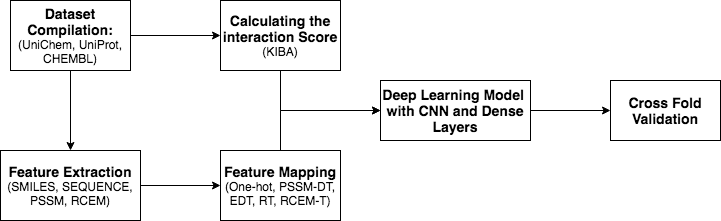 Dataset
Compilation:
(UniChem, UniProt,
CHEMBL)
Calculating the
interaction Score
(KIBA)
Deep Learning Model
with CNN and Dense
Layers
Cross Fold
Validation
Feature Extraction
(SMILES, SEQUENCE,
PSSM, RCEM)
Feature Mapping
(One-hot, PSSM-DT,
EDT, RT, RCEM-T)